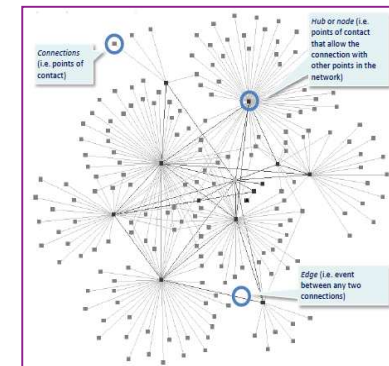 Connections
(i.e. points of
contact)
Hub or node (i.e.
points of contact
that allow the
connection with
other points in the
network)
Edge (i.e. event
between any two
connections)